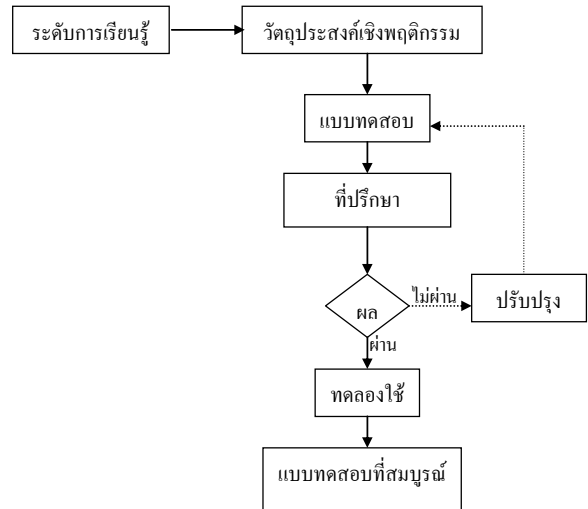 ระดับการเรียนรู้
วัตถุประสงค์เชิงพฤติกรรม
แบบทดสอบ
ที่ปรึกษา
ผล
ไม่ผ่าน
ปรับปรุง
ผ่าน
ทดลองใช้
แบบทดสอบที่สมบูรณ์